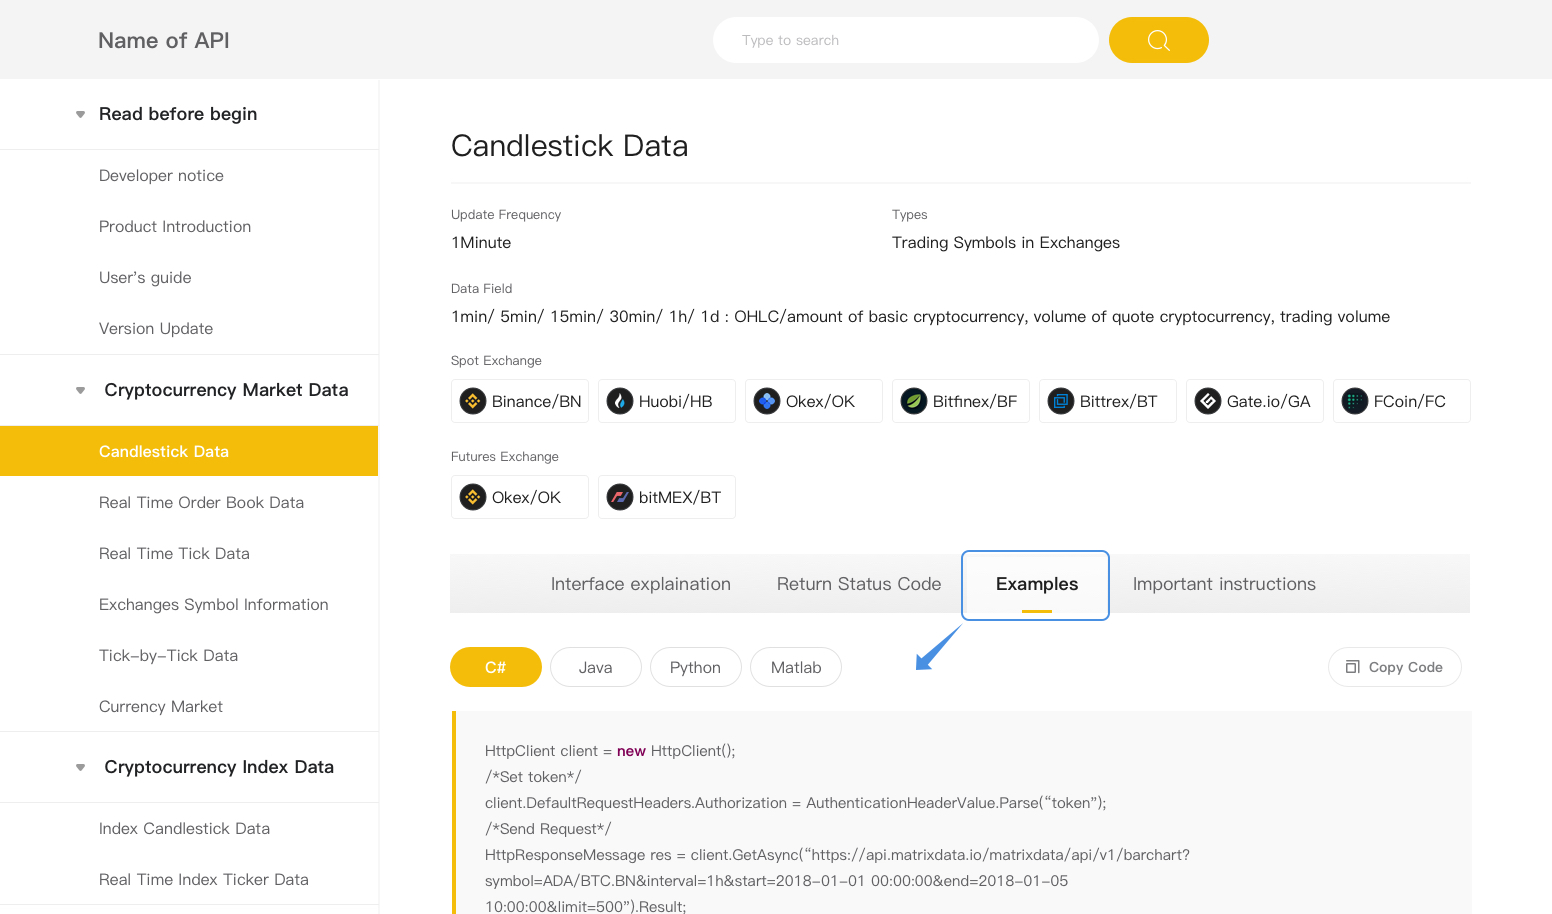 Name of API
Type to search
Read before begin
Developer notice
Product Introduction
User's guide
Version Update
Cryptocurrency Market Data
Candlestick Data
Real Time Order Book Data
Real Time Tick Data
Exchanges Symbol Information
Tick–by–Tick Data
Currency Market
Cryptocurrency Index Data
Index Candlestick Data
Real Time Index Ticker Data
Candlestick Data
Update Frequency
Types
1Minute
Trading Symbols in Exchanges
Data Field
1min/ 5min/ 15min/ 30min/ 1h/ 1d : OHLC/amount of basic cryptocurrency, volume of quote cryptocurrency, trading volume
Spot Exchange
Binance/BN Huobi/HB Okex/OK Bitfinex/BF Bittrex/BT Gate.io/GA FCoin/FC
Futures Exchange
Okex/OK bitMEX/BT
Interface explaination Return Status Code Examples Important instructions
C# Java Python Matlab Copy Code
HttpClient client = new HttpClient();
/*Set token*/
client.DefaultRequestHeaders.Authorization = AuthenticationHeaderValue.Parse(“token”);
/*Send Request*/
HttpResponseMessage res = client.GetAsync(“https://api.matrixdata.io/matrixdata/api/v1/barchart?
symbol=ADA/BTC.BN&interval=1h&start=2018-01-01 00:00:00&end=2018-01-05
10:00:00&limit=500”).Result;